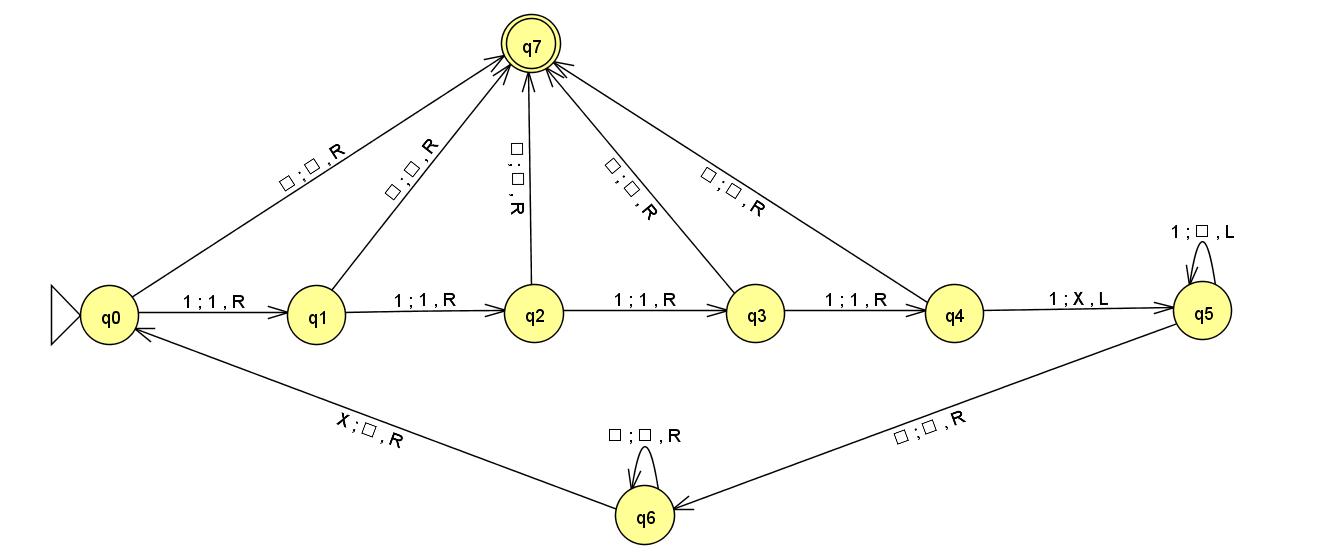 q7
□ ; □ , R
□ ; □ , R
□ ; □ , R
□ ; □ , R
□ ; □ , R
1 ; □ , L
q0
1 ; 1 , R
q1
1 ; 1 , R
q2
1 ; 1 , R
q3
1 ; 1 , R
q4
1 ; X , L
q5
X ; □ , R
□ ; □ , R
□ ; □ , R
q6